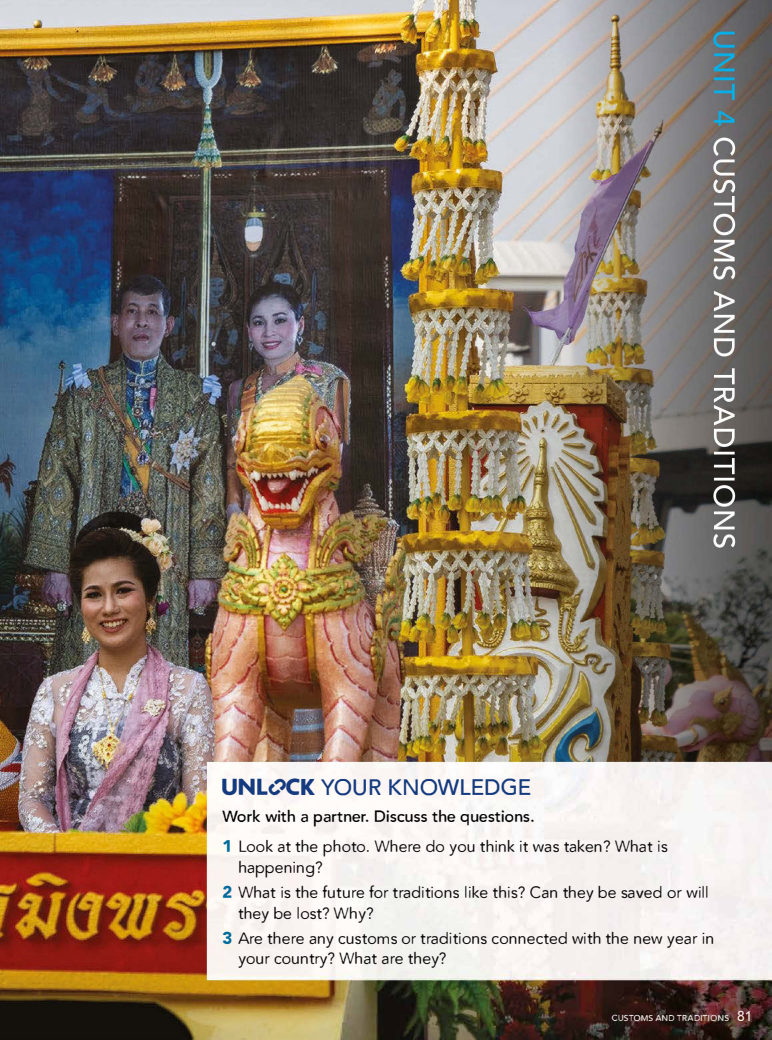 UNIT 4 CUSTOMS AND TRADITIONS
UNLOCK YOUR KNOWLEDGE
Work with a partner. Discuss the questions.
1 Look at the photo. Where do you think it was taken? What is
happening?
2 What is the future for traditions like this? Can they be saved or will
they be lost? Why?
3 Are there any customs or traditions connected with the new year in
your country? What are they?
มิ่งพร
CUSTOMS AND TRADITIONS 81